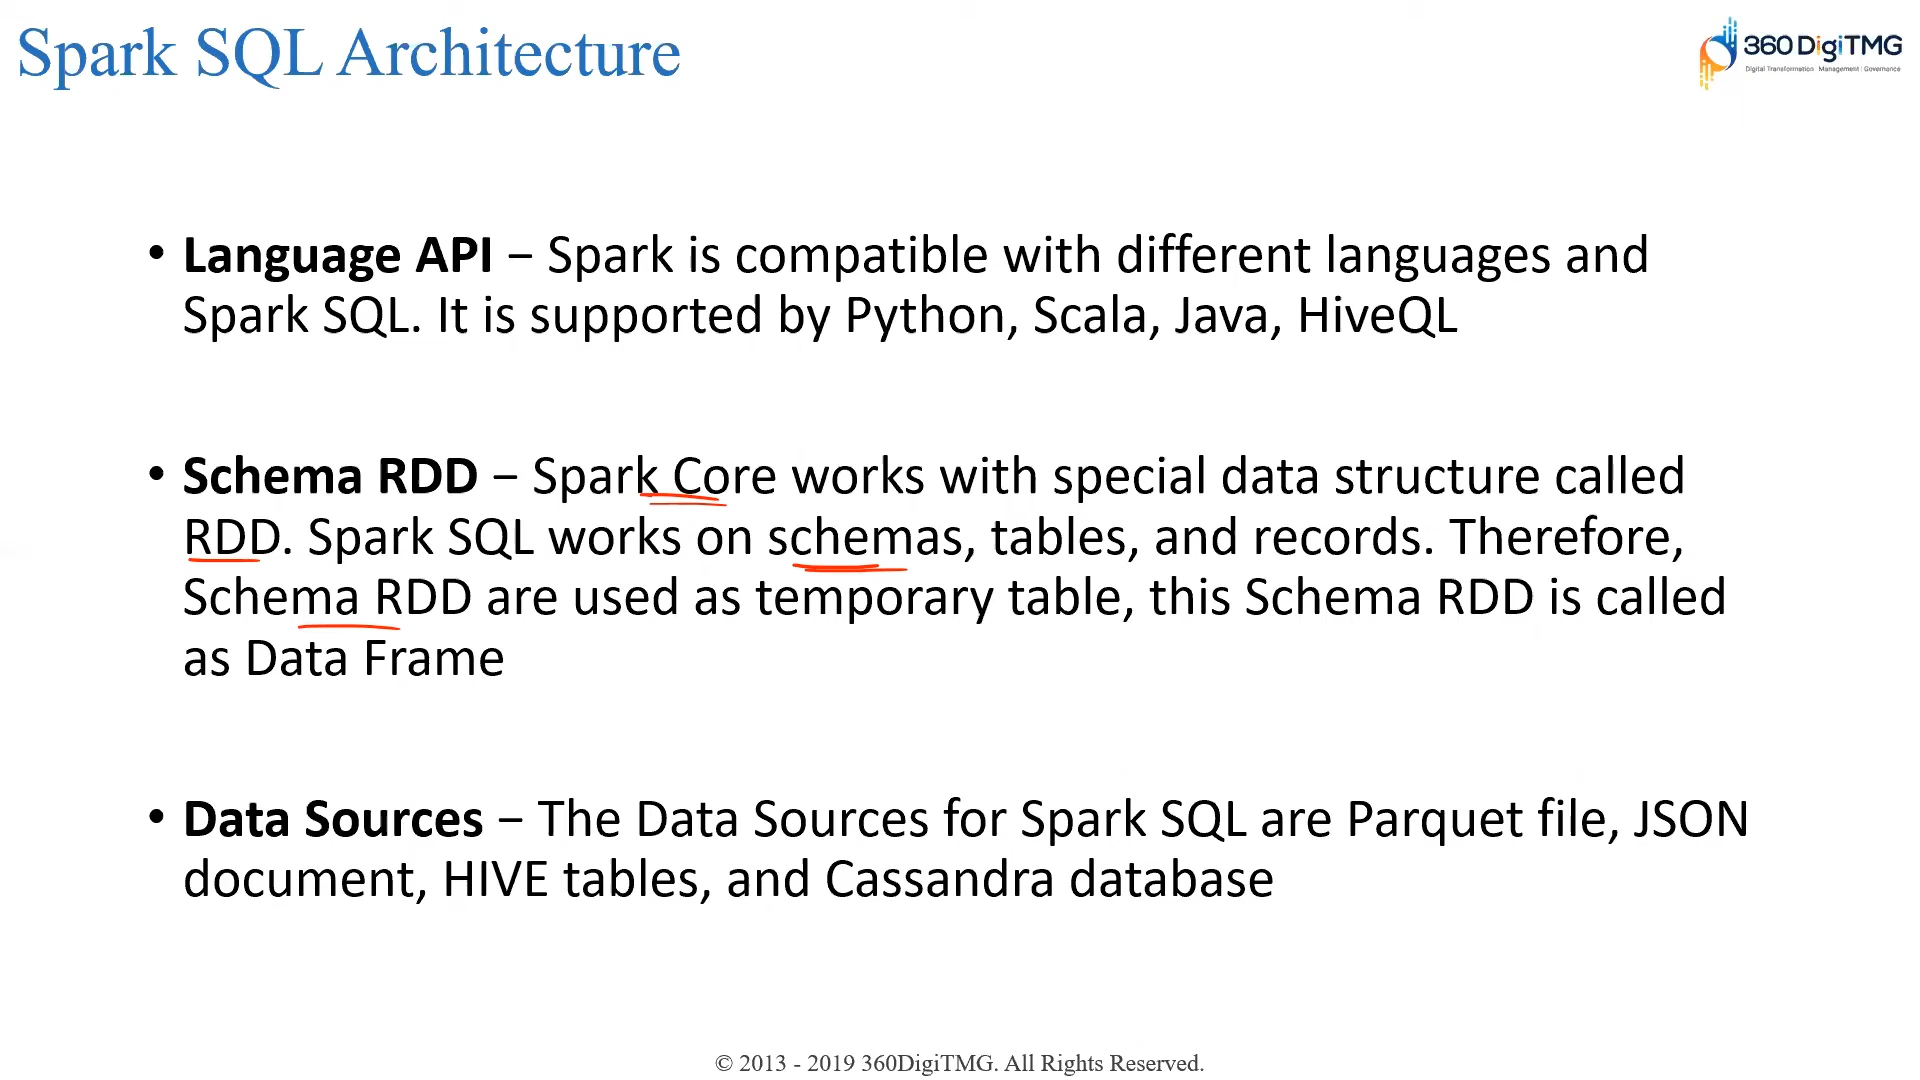 Spark SQL Architecture
360 DigiTMG
Digital Transformation | Management | Governance
• Language API – Spark is compatible with different languages and
Spark SQL. It is supported by Python, Scala, Java, HiveQL
• Schema RDD – Spark Core works with special data structure called
RDD. Spark SQL works on schemas, tables, and records. Therefore,
Schema RDD are used as temporary table, this Schema RDD is called
as Data Frame
• Data Sources – The Data Sources for Spark SQL are Parquet file, JSON
document, HIVE tables, and Cassandra database
© 2013 - 2019 360DigiTMG. All Rights Reserved.